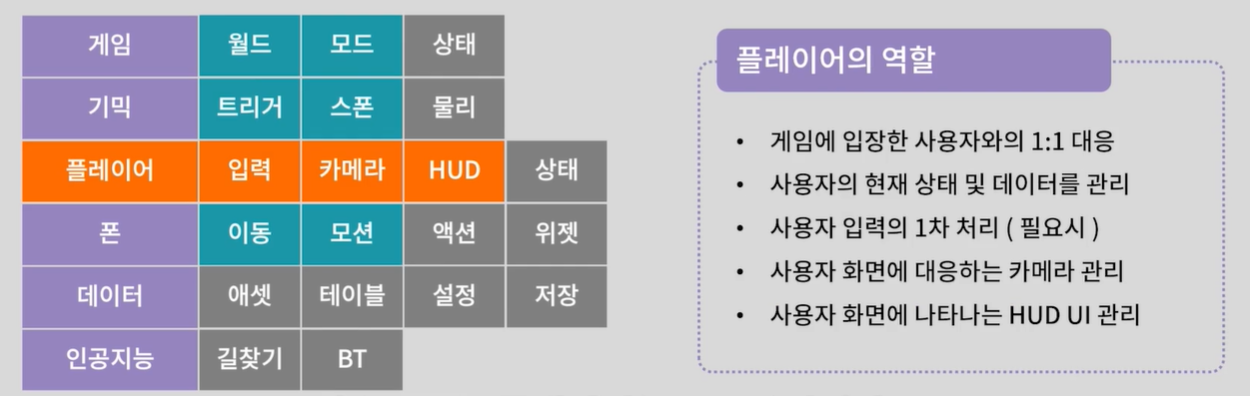 게임 월드 모드 상태
기믹 트리거 스폰 물리
플레이어 입력 카메라 HUD 상태
폰 이동 모션 액션 위젯
데이터 애셋 테이블 설정 저장
인공지능 길찾기 BT
플레이어의 역할
• 게임에 입장한 사용자와의 1:1 대응
• 사용자의 현재 상태 및 데이터를 관리
• 사용자 입력의 1차 처리 ( 필요시 )
• 사용자 화면에 대응하는 카메라 관리
• 사용자 화면에 나타나는 HUD UI 관리